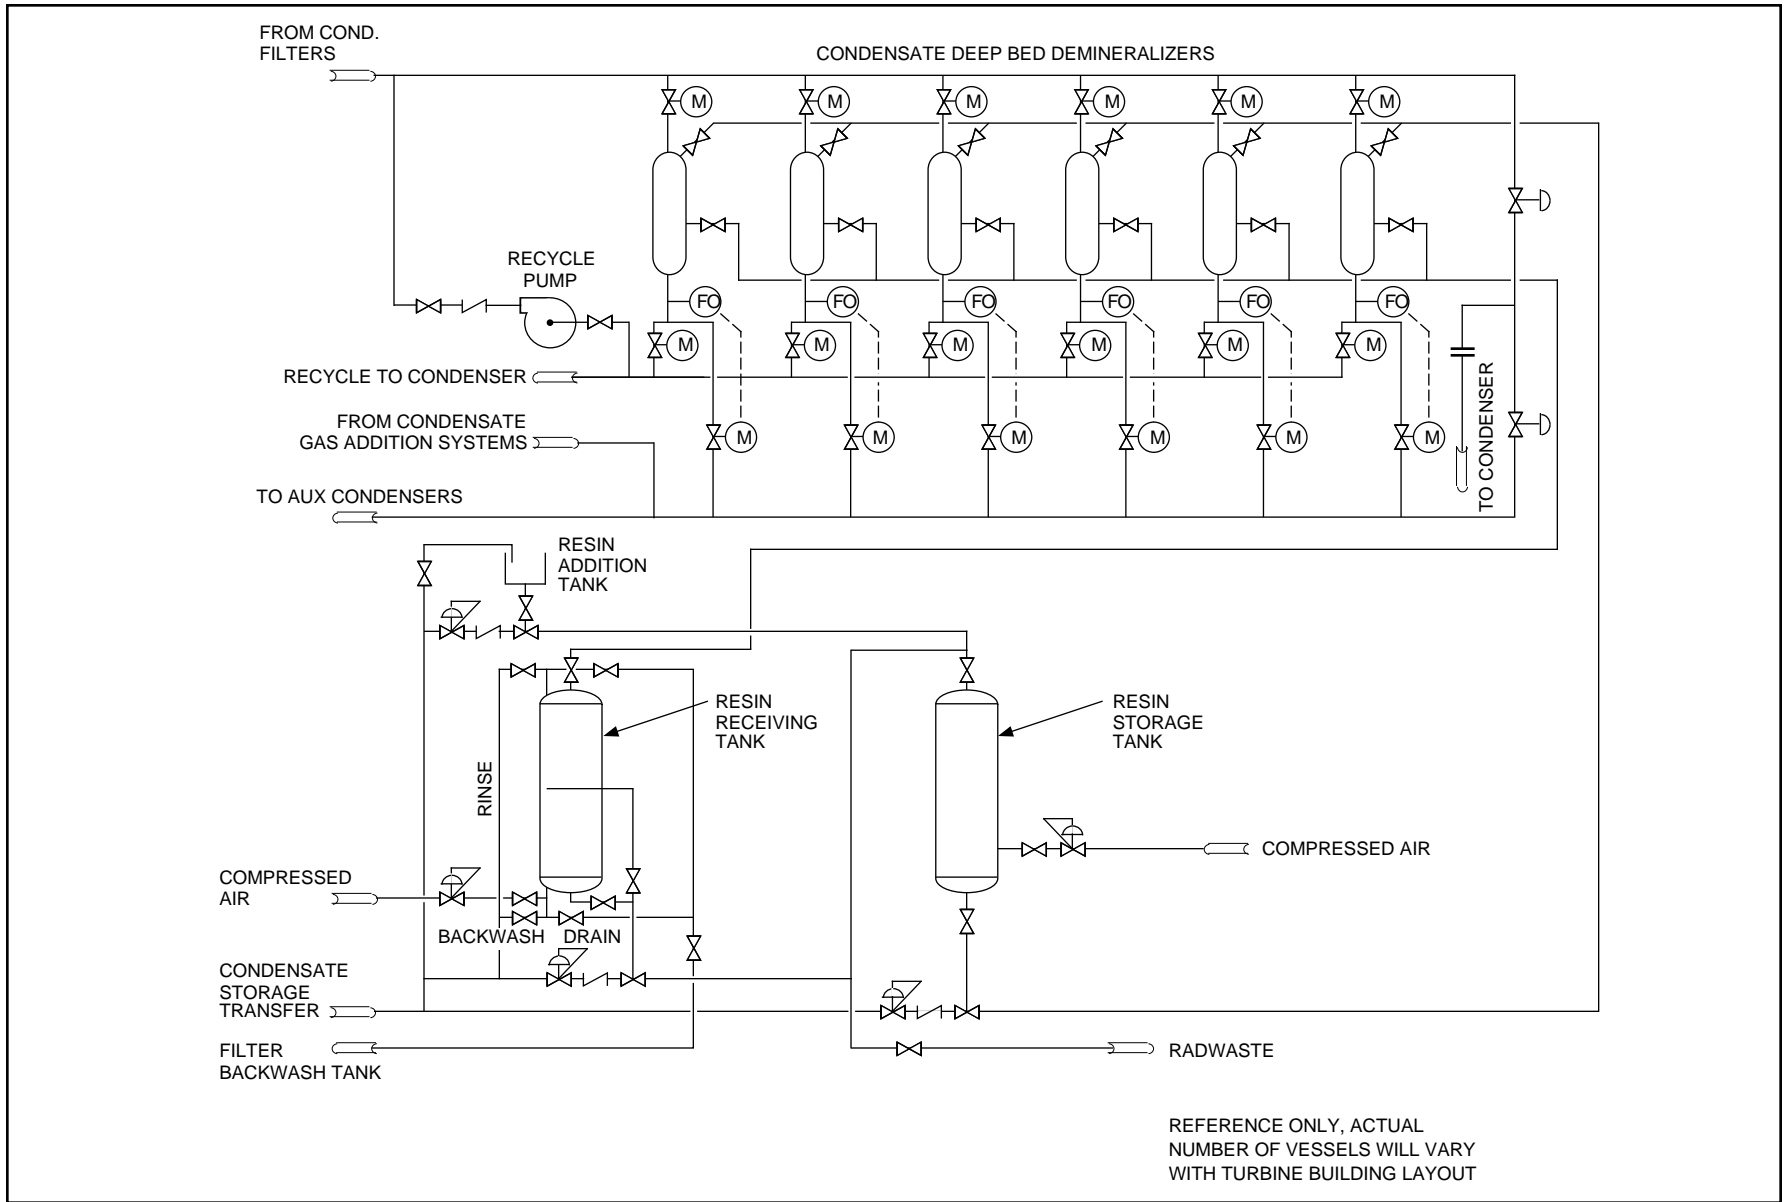 FROM COND.
FILTERS
CONDENSATE DEEP BED DEMINERALIZERS
M
M
M
M
M
M
RECYCLE
PUMP
FO
FO
FO
FO
FO
FO
M
M
M
M
M
M
RECYCLE TO CONDENSER
TO CONDENSER
FROM CONDENSATE
GAS ADDITION SYSTEMS
M
M
M
M
M
M
TO AUX CONDENSERS
RESIN
ADDITION
TANK
RESIN
RECEIVING
TANK
RESIN
STORAGE
TANK
RINSE
COMPRESSED AIR
COMPRESSED
AIR
BACKWASH
DRAIN
CONDENSATE
STORAGE
TRANSFER
FILTER
BACKWASH TANK
RADWASTE
REFERENCE ONLY, ACTUAL
NUMBER OF VESSELS WILL VARY
WITH TURBINE BUILDING LAYOUT